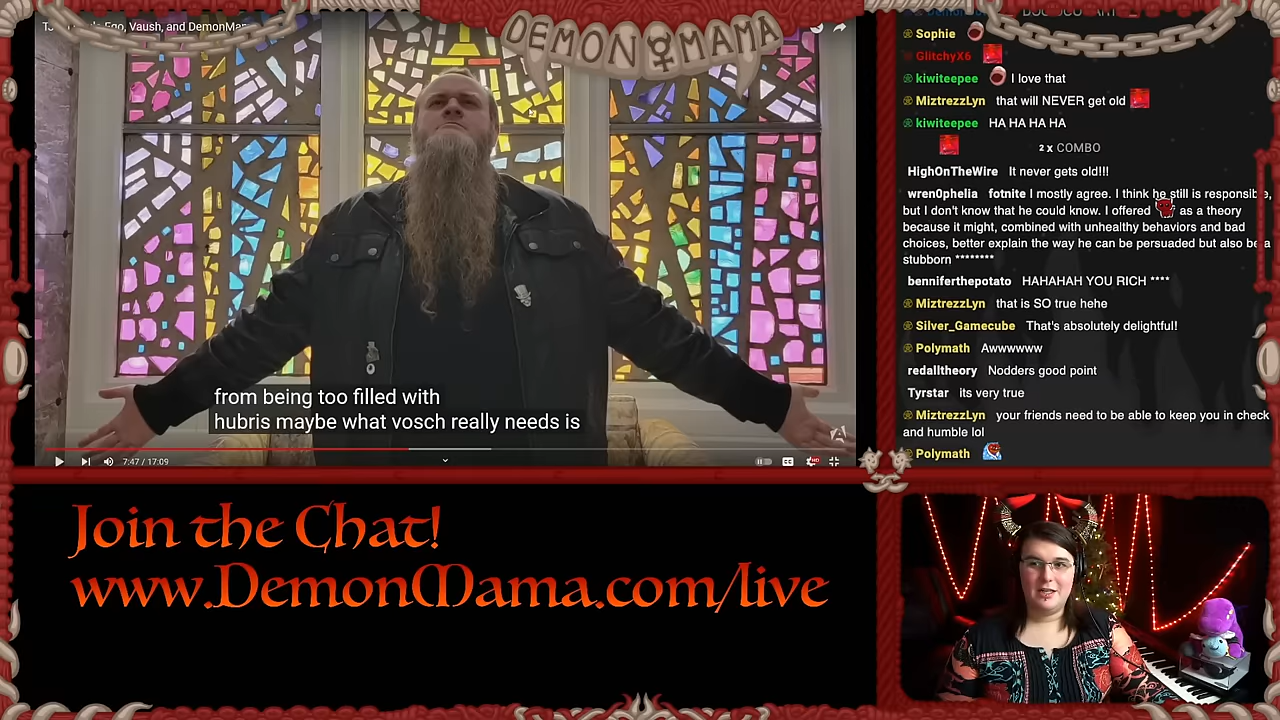 DEMON MAMA
Ego, Vaush, and DemonMam
from being too filled with
hubris maybe what vosch really needs is
7:47 / 17:09
CC
HD
Join the Chat!
www.DemonMama.com/live
Sophie
GlitchyX6
kiwiteepee I love that
MiztrezzLyn that will NEVER get old
kiwiteepee HA HA HA HA
2 x COMBO
HighOnTheWire It never gets old!!!
wren0phelia fotnite I mostly agree. I think he still is responsible,
but I don't know that he could know. I offered as a theory
because it might, combined with unhealthy behaviors and bad
choices, better explain the way he can be persuaded but also be a
stubborn ********
benniferthepotato HAHAHAH YOU RICH ****
MiztrezzLyn that is SO true hehe
Silver_Gamecube That's absolutely delightful!
Polymath Awwwwww
redalltheory Nodders good point
Tyrstar its very true
MiztrezzLyn your friends need to be able to keep you in check
and humble lol
Polymath